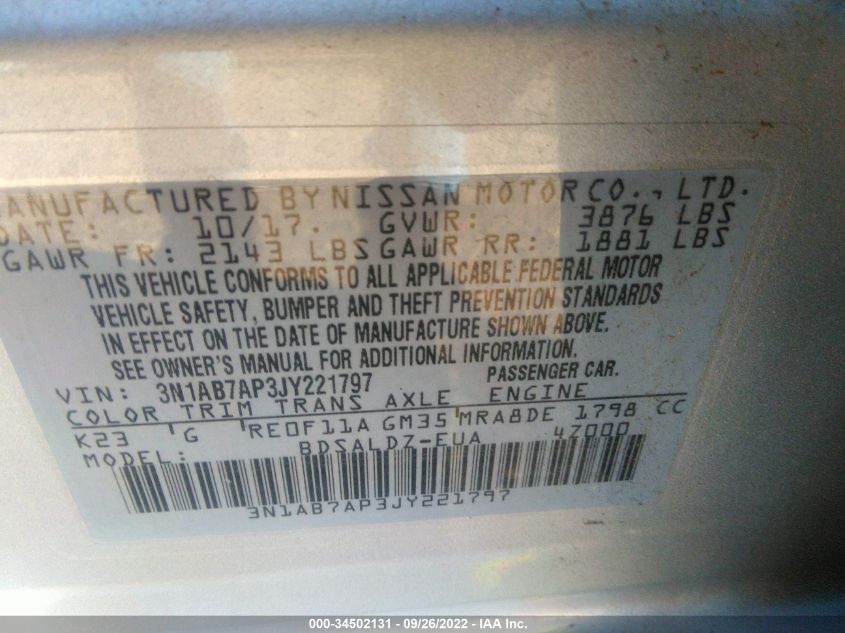 MANUFACTURED BY NISSAN MOTOR CO., LTD.
DATE: 10/17. GVWR: 3876 LBS
GAWR FR: 2143 LBS GAWR RR: 1881 LBS
THIS VEHICLE CONFORMS TO ALL APPLICABLE FEDERAL MOTOR
VEHICLE SAFETY, BUMPER AND THEFT PREVENTION STANDARDS
IN EFFECT ON THE DATE OF MANUFACTURE SHOWN ABOVE.
SEE OWNER'S MANUAL FOR ADDITIONAL INFORMATION.
VIN: 3N1AB7AP3JY221797 PASSENGER CAR.
COLOR TRIM TRANS AXLE ENGINE
K23 G RE0F11A GM35 MRA8DE 1798 CC
MODEL: BDSALDZ-EUA 4Z000
3N1AB7AP3JY221797
000-34502131 - 09/26/2022 - IAA Inc.